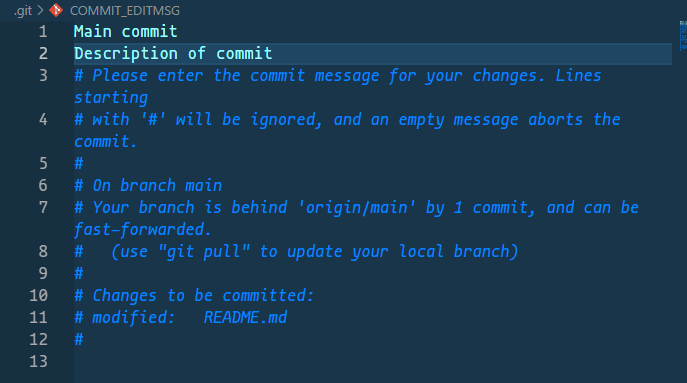 .git > COMMIT_EDITMSG
1 Main commit
2 Description of commit
3 # Please enter the commit message for your changes. Lines
starting
4 # with '#' will be ignored, and an empty message aborts the
commit.
5 #
6 # On branch main
7 # Your branch is behind 'origin/main' by 1 commit, and can be
fast-forwarded.
8 #   (use "git pull" to update your local branch)
9 #
10 # Changes to be committed:
11 # modified:   README.md
12 #
13